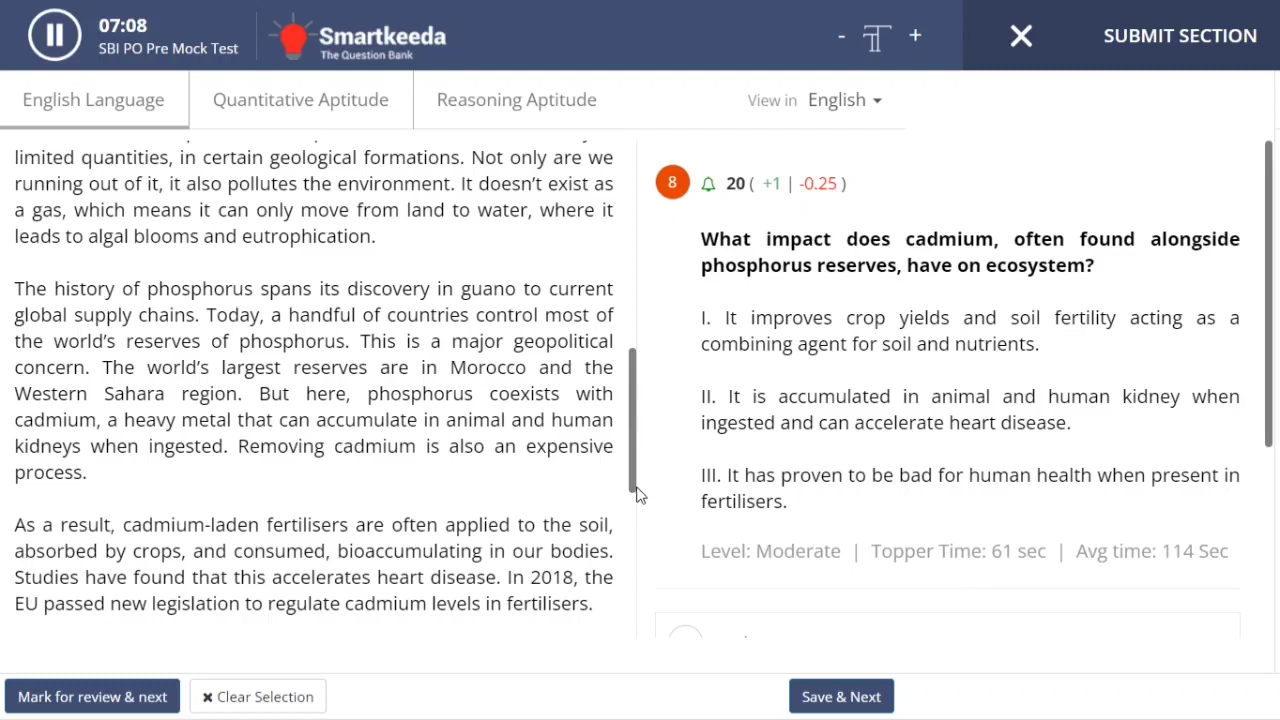 07:08
SBI PO Pre Mock Test
Smartkeeda
The Question Bank
- T +
SUBMIT SECTION
English Language
Quantitative Aptitude
Reasoning Aptitude
View in English
limited quantities, in certain geological formations. Not only are we
running out of it, it also pollutes the environment. It doesn’t exist as
a gas, which means it can only move from land to water, where it
leads to algal blooms and eutrophication.
The history of phosphorus spans its discovery in guano to current
global supply chains. Today, a handful of countries control most of
the world’s reserves of phosphorus. This is a major geopolitical
concern. The world’s largest reserves are in Morocco and the
Western Sahara region. But here, phosphorus coexists with
cadmium, a heavy metal that can accumulate in animal and human
kidneys when ingested. Removing cadmium is also an expensive
process.
As a result, cadmium-laden fertilisers are often applied to the soil,
absorbed by crops, and consumed, bioaccumulating in our bodies.
Studies have found that this accelerates heart disease. In 2018, the
EU passed new legislation to regulate cadmium levels in fertilisers.
8 20 ( +1 | -0.25 )
What impact does cadmium, often found alongside
phosphorus reserves, have on ecosystem?
I. It improves crop yields and soil fertility acting as a
combining agent for soil and nutrients.
II. It is accumulated in animal and human kidney when
ingested and can accelerate heart disease.
III. It has proven to be bad for human health when present in
fertilisers.
Level: Moderate | Topper Time: 61 sec | Avg time: 114 Sec
Mark for review & next
Clear Selection
Save & Next